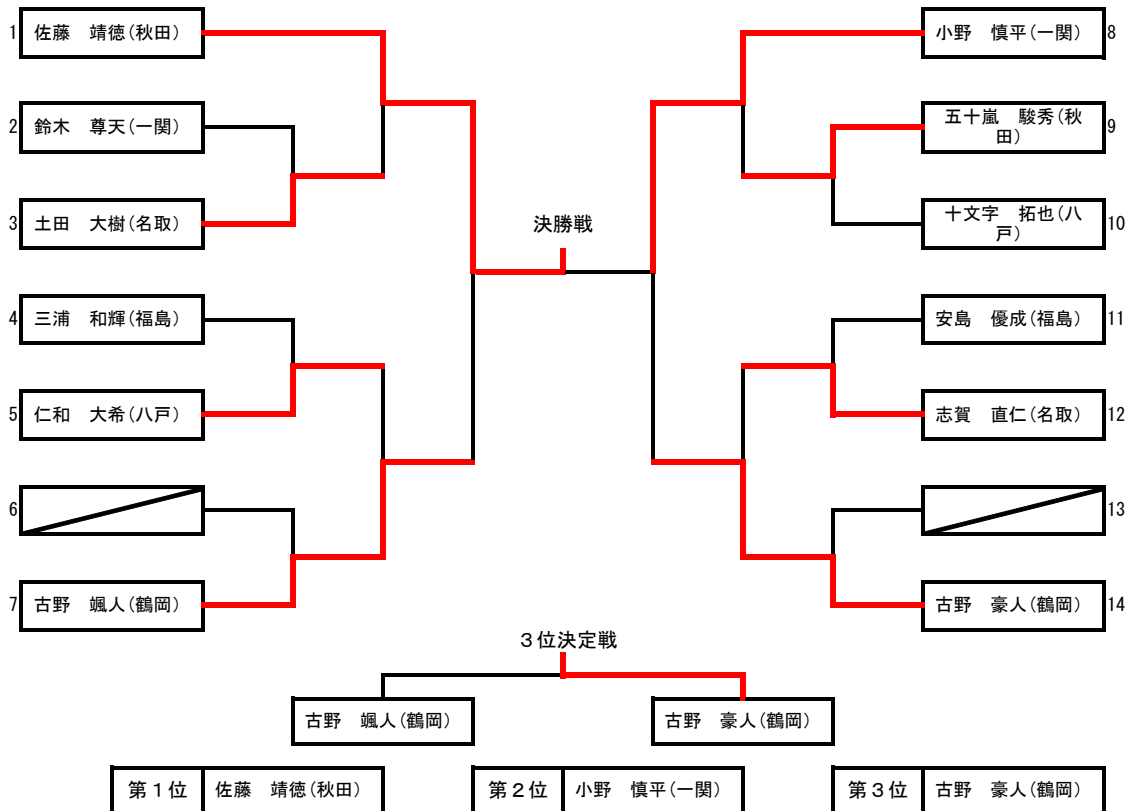 1 佐藤 靖徳(秋田)
2 鈴木 尊天(一関)
3 土田 大樹(名取)
4 三浦 和輝(福島)
5 仁和 大希(八戸)
6
7 古野 颯人(鶴岡)
決勝戦
小野 慎平(一関) 8
五十嵐 駿秀(秋
田) 9
十文字 拓也(八
戸) 10
安島 優成(福島) 11
志賀 直仁(名取) 12
13
古野 豪人(鶴岡) 14
3位決定戦
古野 颯人(鶴岡)
古野 豪人(鶴岡)
第1位 佐藤 靖徳(秋田)
第2位 小野 慎平(一関)
第3位 古野 豪人(鶴岡)